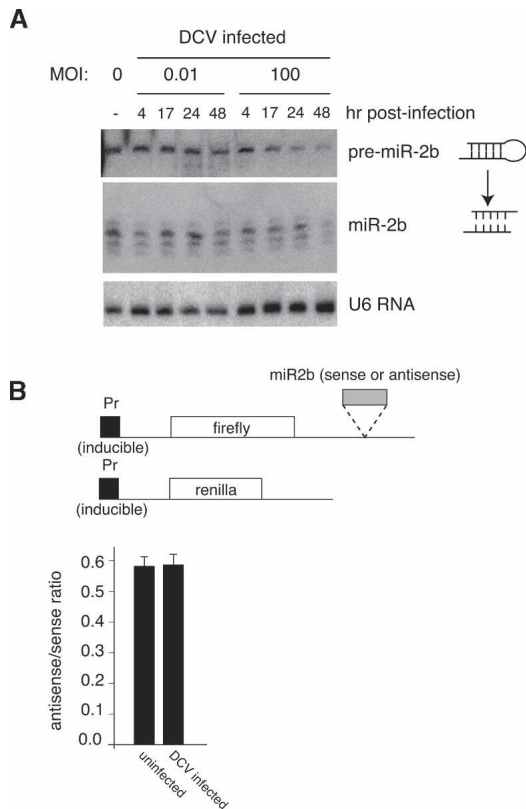 A
DCV infected
MOI: 0 0.01 100
- 4 17 24 48 4 17 24 48 hr post-infection
pre-miR-2b
miR-2b
U6 RNA
B
miR2b (sense or antisense)
Pr
firefly
(inducible)
Pr
renilla
(inducible)
antisense/sense ratio
0.6
0.5
0.4
0.3
0.2
0.1
0.0
uninfected
DCV infected